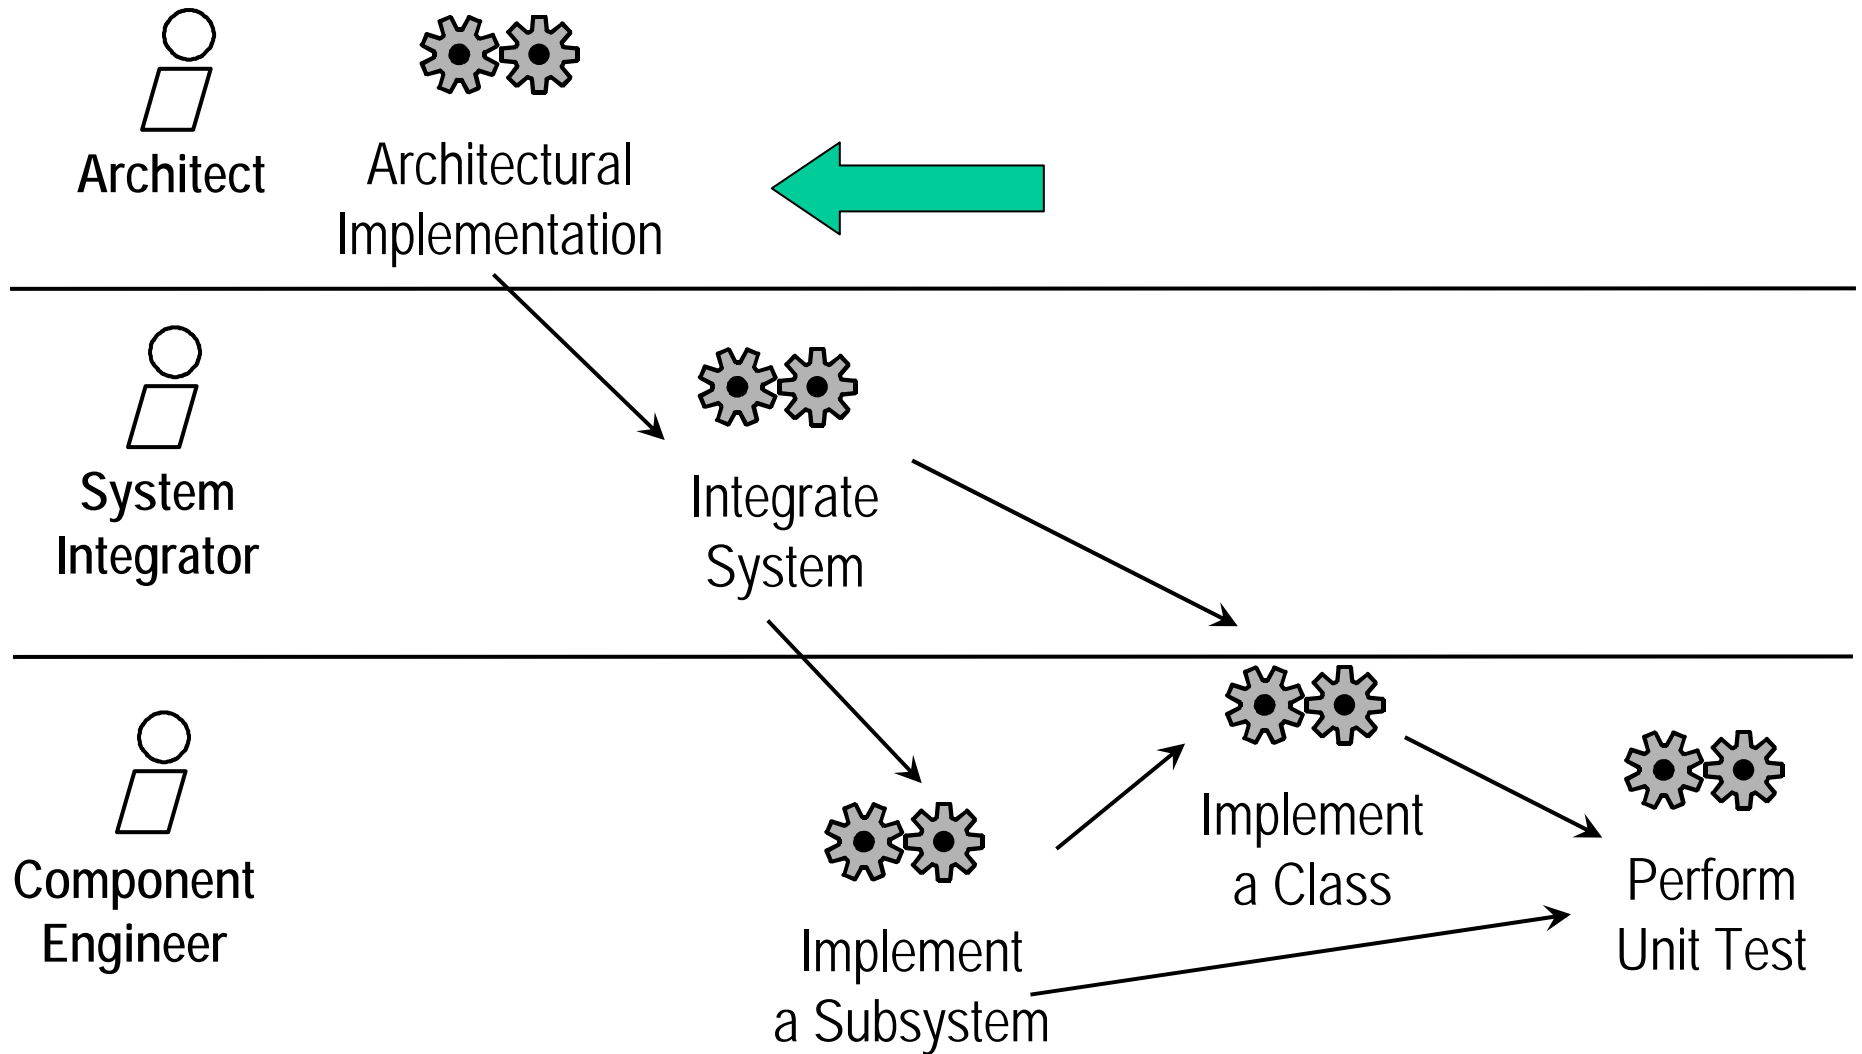 Architect
Architectural
Implementation
System
Integrator
Integrate
System
Component
Engineer
Implement
a Subsystem
Implement
a Class
Perform
Unit Test